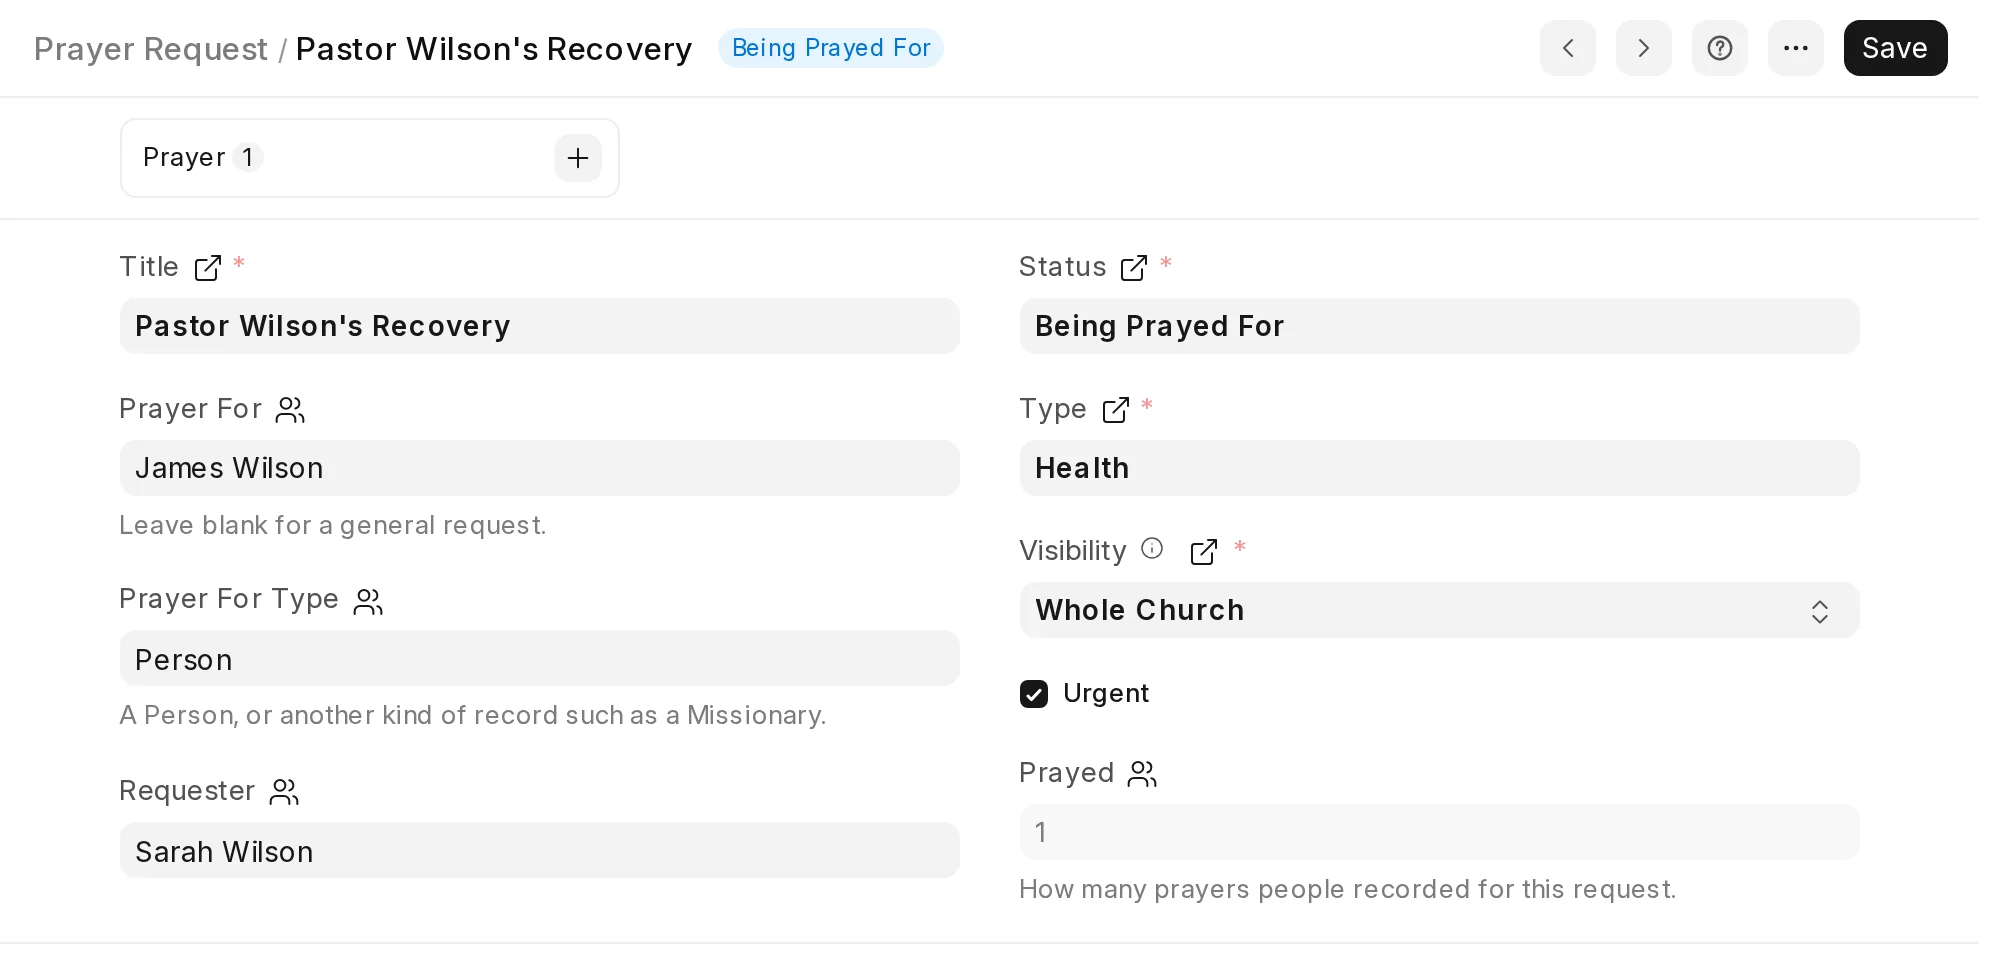 Prayer Request / Pastor Wilson's Recovery Being Prayed For Save
Prayer 1
Title *
Pastor Wilson's Recovery
Prayer For
James Wilson
Leave blank for a general request.
Prayer For Type
Person
A Person, or another kind of record such as a Missionary.
Requester
Sarah Wilson
Status *
Being Prayed For
Type *
Health
Visibility *
Whole Church
Urgent
Prayed
1
How many prayers people recorded for this request.